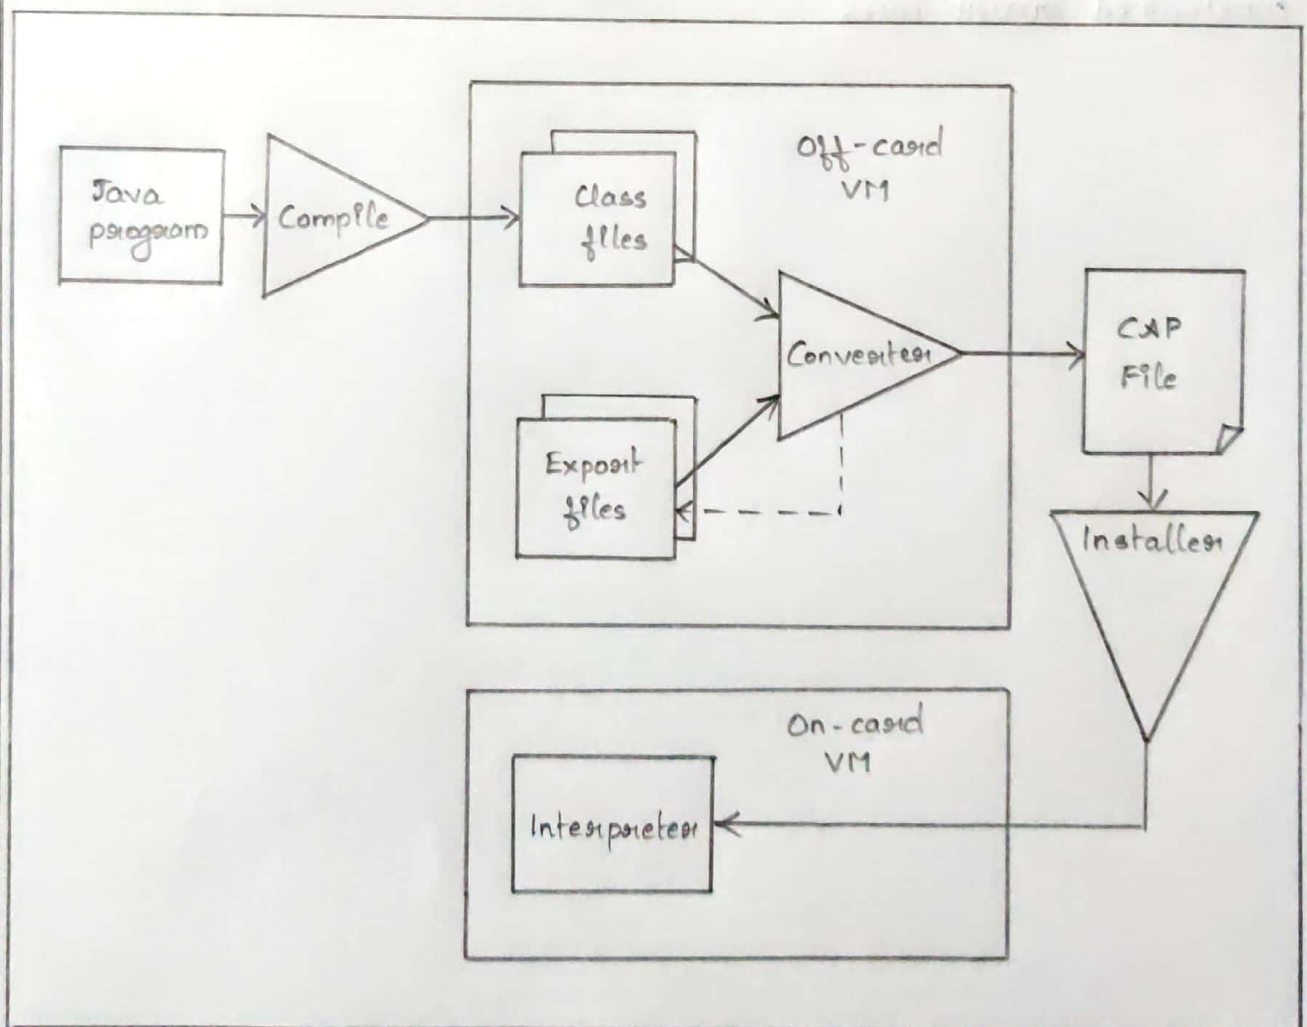 Java
program
Compile
Class
files
Off-card
VM
Converter
Export
files
CAP
File
Installer
On-card
VM
Interpreter